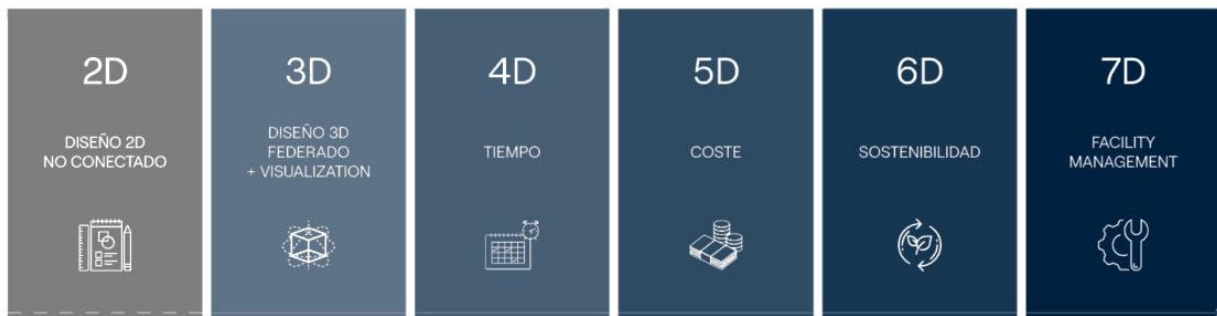 2D
DISEÑO 2D
NO CONECTADO
3D
DISEÑO 3D
FEDERADO
+ VISUALIZATION
4D
TIEMPO
5D
COSTE
6D
SOSTENIBILIDAD
7D
FACILITY
MANAGEMENT